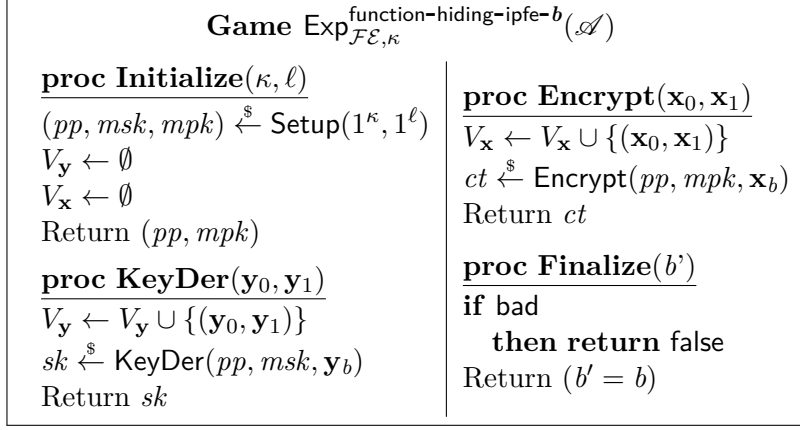 Game Exp^{function-hiding-ipfe-b}_{FE,κ}(𝒜)
proc Initialize(κ, ℓ)
(pp, msk, mpk) ←$ Setup(1^κ, 1^ℓ)
V_y ← ∅
V_x ← ∅
Return (pp, mpk)
proc KeyDer(y_0, y_1)
V_y ← V_y ∪ {(y_0, y_1)}
sk ←$ KeyDer(pp, msk, y_b)
Return sk
proc Encrypt(x_0, x_1)
V_x ← V_x ∪ {(x_0, x_1)}
ct ←$ Encrypt(pp, mpk, x_b)
Return ct
proc Finalize(b')
if bad
then return false
Return (b′ = b)